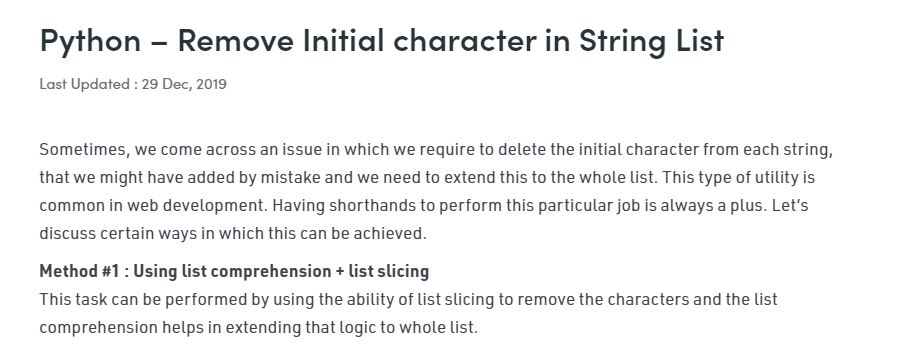 Python – Remove Initial character in String List
Last Updated : 29 Dec, 2019
Sometimes, we come across an issue in which we require to delete the initial character from each string,
that we might have added by mistake and we need to extend this to the whole list. This type of utility is
common in web development. Having shorthands to perform this particular job is always a plus. Let’s
discuss certain ways in which this can be achieved.
Method #1 : Using list comprehension + list slicing
This task can be performed by using the ability of list slicing to remove the characters and the list
comprehension helps in extending that logic to whole list.